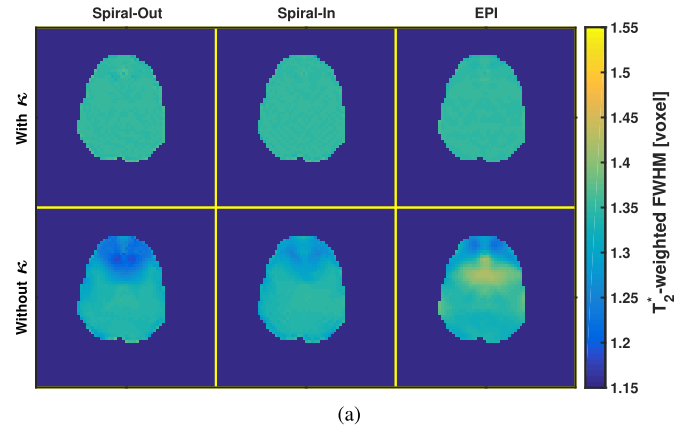 Spiral-Out Spiral-In EPI
With κ
Without κ
1.55
1.5
1.45
1.4
1.35
1.3
1.25
1.2
1.15
T₂*-weighted FWHM [voxel]
(a)